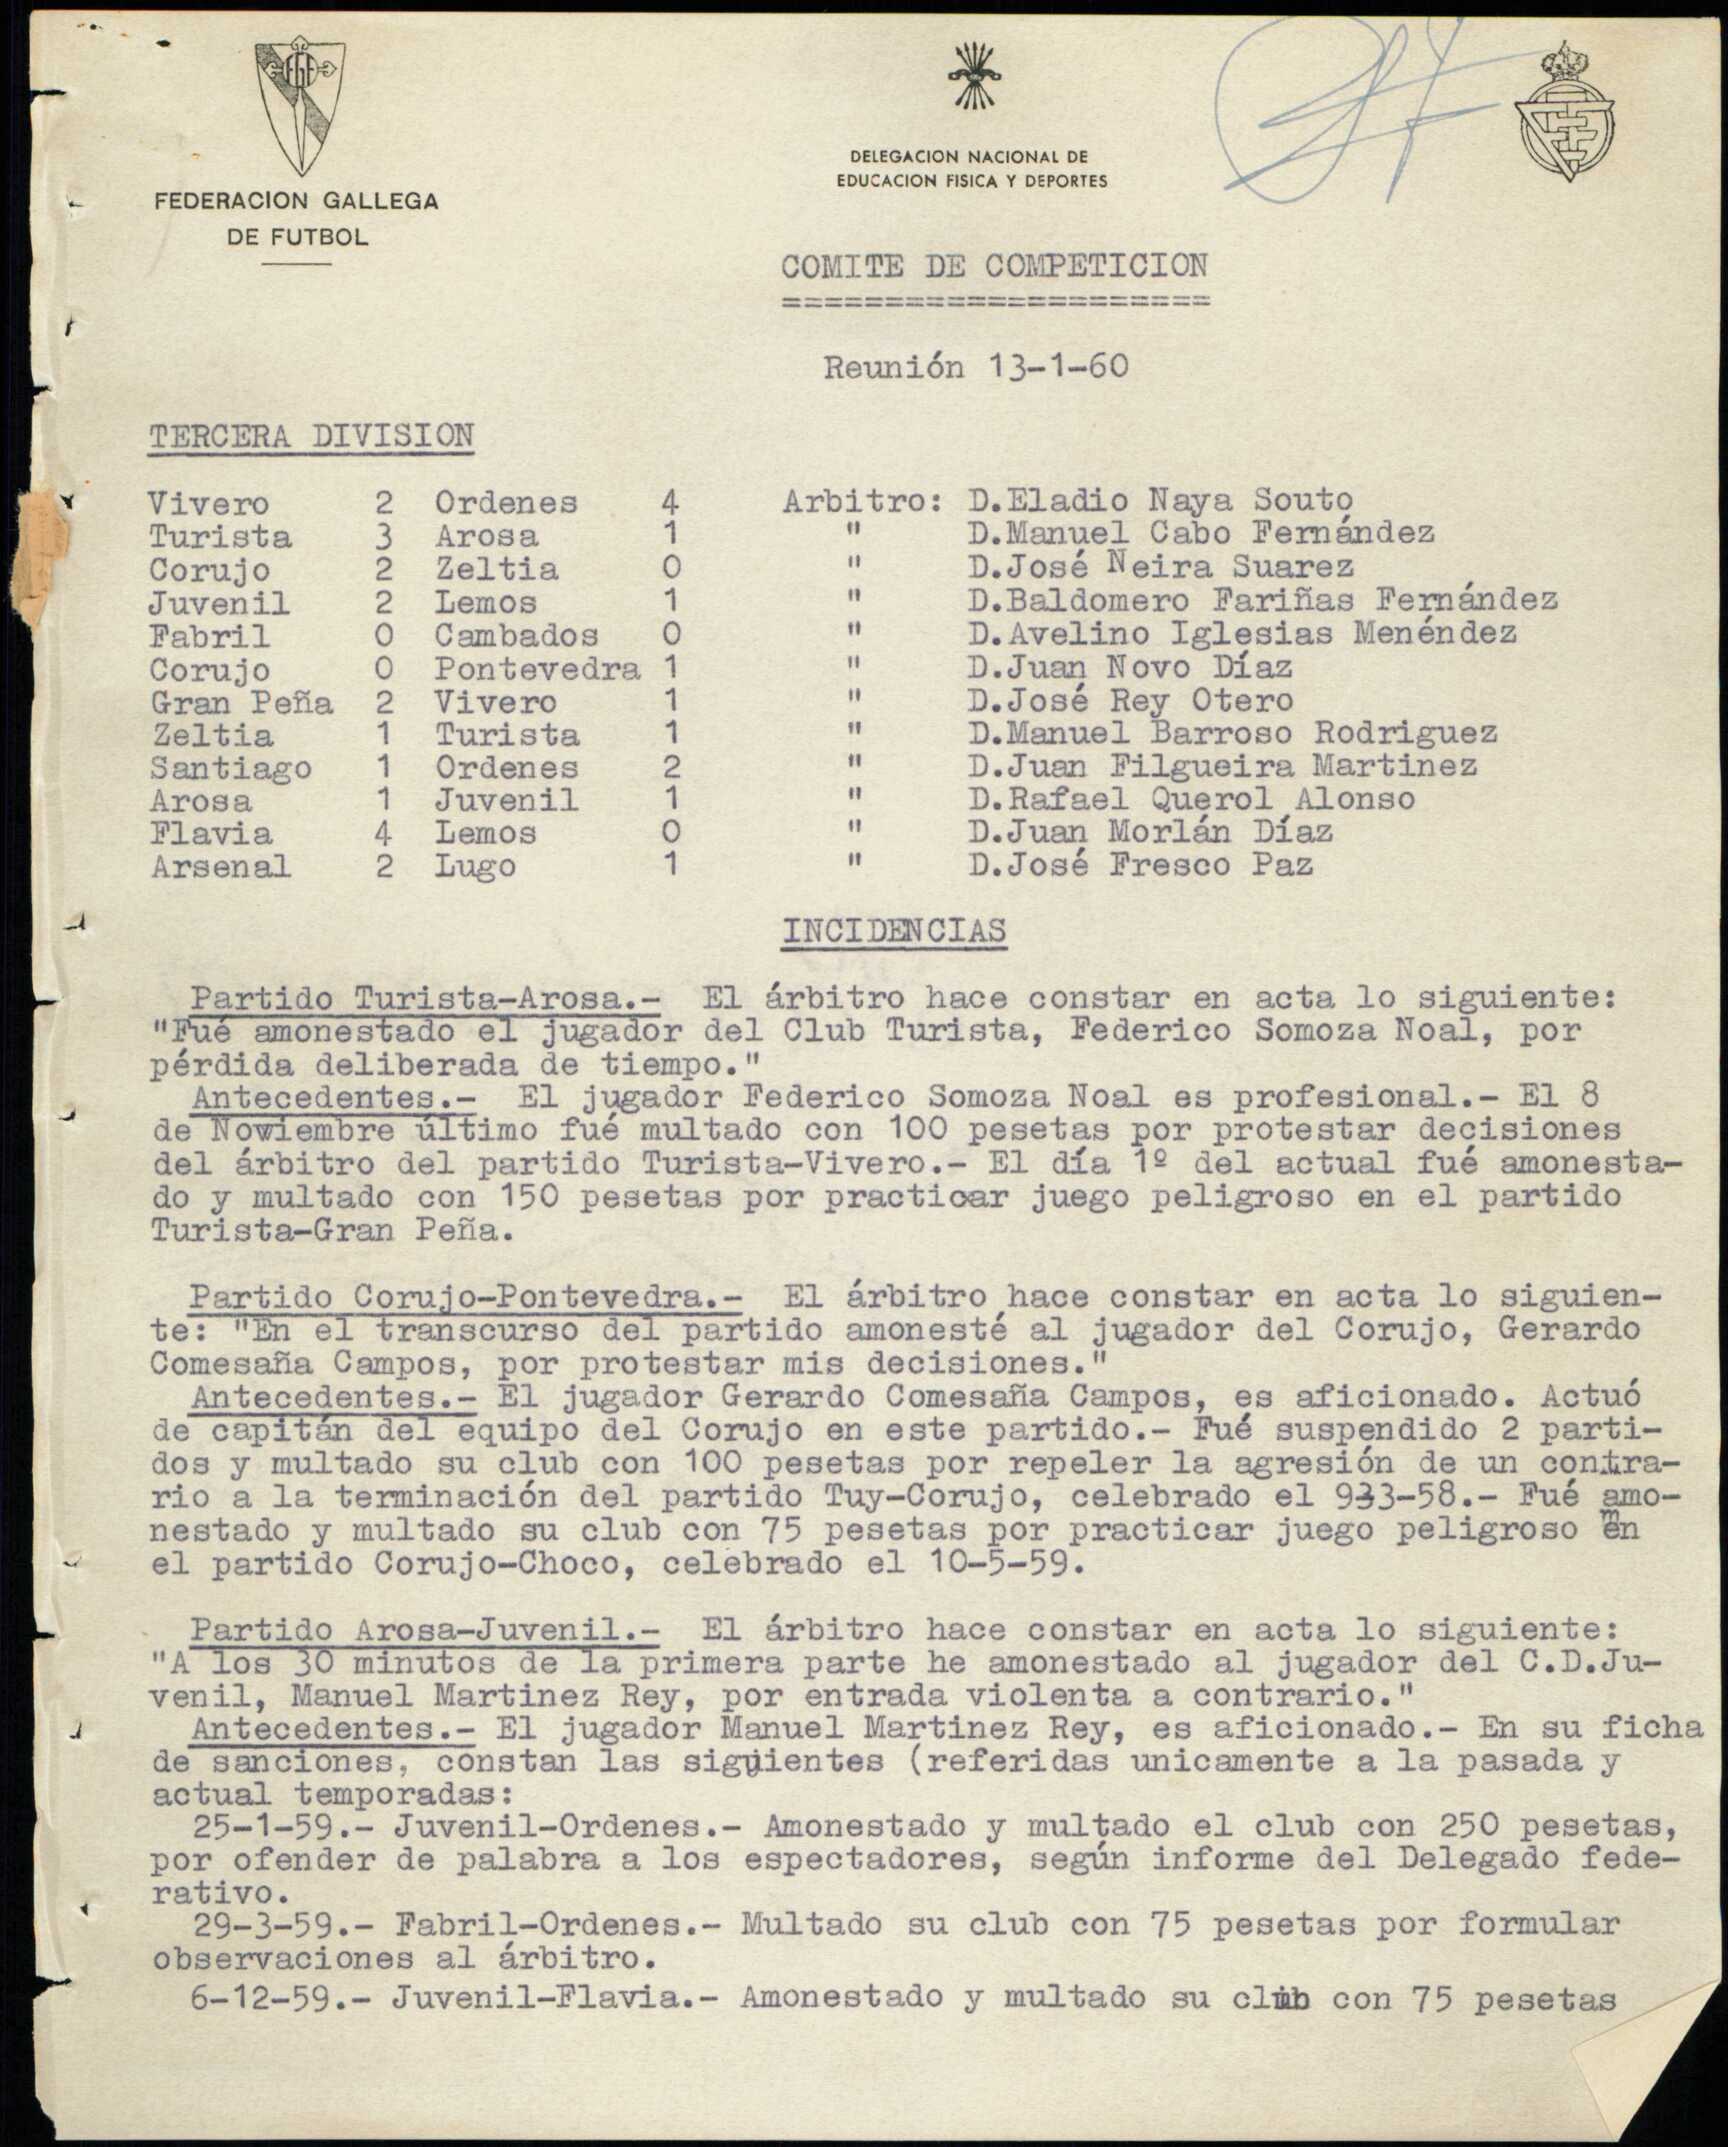 FEDERACION GALLEGA
DE FUTBOL
DELEGACION NACIONAL DE
EDUCACION FISICA Y DEPORTES
COMITE DE COMPETICION
=====================
Reunión 13-1-60
TERCERA DIVISION
Vivero 2 Ordenes 4 Arbitro: D.Eladio Naya Souto
Turista 3 Arosa 1 " D.Manuel Cabo Fernández
Corujo 2 Zeltia 0 " D.José Neira Suarez
Juvenil 2 Lemos 1 " D.Baldomero Fariñas Fernández
Fabril 0 Cambados 0 " D.Avelino Iglesias Menéndez
Corujo 0 Pontevedra 1 " D.Juan Novo Díaz
Gran Peña 2 Vivero 1 " D.José Rey Otero
Zeltia 1 Turista 1 " D.Manuel Barroso Rodriguez
Santiago 1 Ordenes 2 " D.Juan Filgueira Martinez
Arosa 1 Juvenil 1 " D.Rafael Querol Alonso
Flavia 4 Lemos 0 " D.Juan Morlán Díaz
Arsenal 2 Lugo 1 " D.José Fresco Paz
INCIDENCIAS
Partido Turista-Arosa.- El árbitro hace constar en acta lo siguiente:
"Fué amonestado el jugador del Club Turista, Federico Somoza Noal, por
pérdida deliberada de tiempo."
Antecedentes.- El jugador Federico Somoza Noal es profesional.- El 8
de Noviembre último fué multado con 100 pesetas por protestar decisiones
del árbitro del partido Turista-Vivero.- El día 1º del actual fué amonesta-
do y multado con 150 pesetas por practicar juego peligroso en el partido
Turista-Gran Peña.
Partido Corujo-Pontevedra.- El árbitro hace constar en acta lo siguien-
te: "En el transcurso del partido amonesté al jugador del Corujo, Gerardo
Comesaña Campos, por protestar mis decisiones."
Antecedentes.- El jugador Gerardo Comesaña Campos, es aficionado. Actuó
de capitán del equipo del Corujo en este partido.- Fué suspendido 2 parti-
dos y multado su club con 100 pesetas por repeler la agresión de un contra-
rio a la terminación del partido Tuy-Corujo, celebrado el 9-3-58.- Fué amo-
nestado y multado su club con 75 pesetas por practicar juego peligroso en
el partido Corujo-Choco, celebrado el 10-5-59.
Partido Arosa-Juvenil.- El árbitro hace constar en acta lo siguiente:
"A los 30 minutos de la primera parte he amonestado al jugador del C.D.Ju-
venil, Manuel Martinez Rey, por entrada violenta a contrario."
Antecedentes.- El jugador Manuel Martinez Rey, es aficionado.- En su ficha
de sanciones, constan las siguientes (referidas unicamente a la pasada y
actual temporadas:
25-1-59.- Juvenil-Ordenes.- Amonestado y multado el club con 250 pesetas,
por ofender de palabra a los espectadores, según informe del Delegado fede-
rativo.
29-3-59.- Fabril-Ordenes.- Multado su club con 75 pesetas por formular
observaciones al árbitro.
6-12-59.- Juvenil-Flavia.- Amonestado y multado su club con 75 pesetas